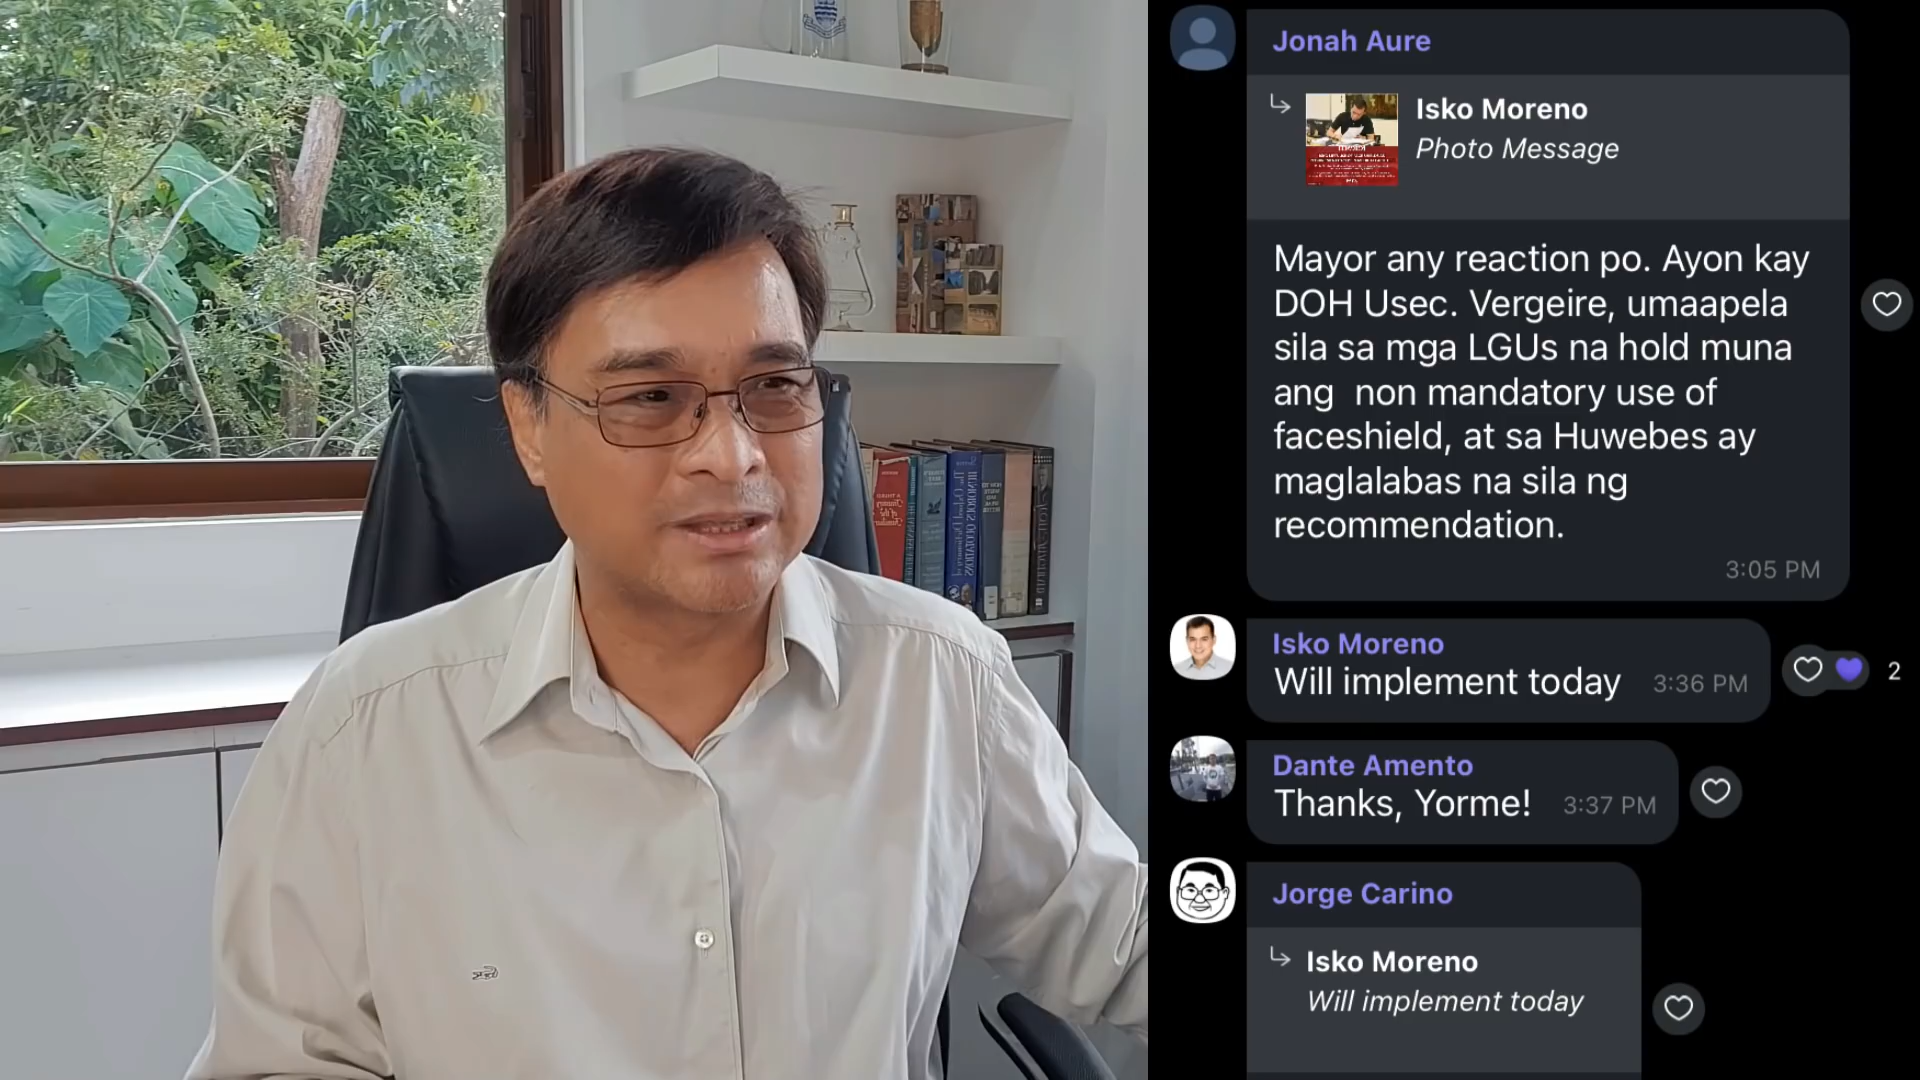 Jonah Aure
Isko Moreno
Photo Message
Mayor any reaction po. Ayon kay
DOH Usec. Vergeire, umaapela
sila sa mga LGUs na hold muna
ang non mandatory use of
faceshield, at sa Huwebes ay
maglalabas na sila ng
recommendation.
3:05 PM
Isko Moreno
Will implement today 3:36 PM
2
Dante Amento
Thanks, Yorme! 3:37 PM
Jorge Carino
Isko Moreno
Will implement today